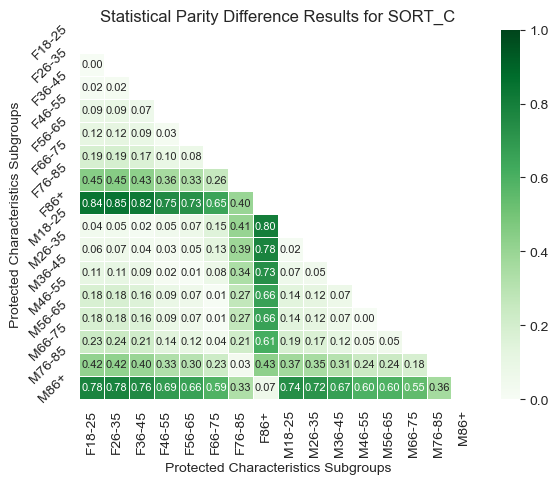 Statistical Parity Difference Results for SORT_C
Protected Characteristics Subgroups
F18-25
F26-35 0.00
F36-45 0.02 0.02
F46-55 0.09 0.09 0.07
F56-65 0.12 0.12 0.09 0.03
F66-75 0.19 0.19 0.17 0.10 0.08
F76-85 0.45 0.45 0.43 0.36 0.33 0.26
F86+ 0.84 0.85 0.82 0.75 0.73 0.65 0.40
M18-25 0.04 0.05 0.02 0.05 0.07 0.15 0.41 0.80
M26-35 0.06 0.07 0.04 0.03 0.05 0.13 0.39 0.78 0.02
M36-45 0.11 0.11 0.09 0.02 0.01 0.08 0.34 0.73 0.07 0.05
M46-55 0.18 0.18 0.16 0.09 0.07 0.01 0.27 0.66 0.14 0.12 0.07
M56-65 0.18 0.18 0.16 0.09 0.07 0.01 0.27 0.66 0.14 0.12 0.07 0.00
M66-75 0.23 0.24 0.21 0.14 0.12 0.04 0.21 0.61 0.19 0.17 0.12 0.05 0.05
M76-85 0.42 0.42 0.40 0.33 0.30 0.23 0.03 0.43 0.37 0.35 0.31 0.24 0.24 0.18
M86+ 0.78 0.78 0.76 0.69 0.66 0.59 0.33 0.07 0.74 0.72 0.67 0.60 0.60 0.55 0.36
F18-25 F26-35 F36-45 F46-55 F56-65 F66-75 F76-85 F86+ M18-25 M26-35 M36-45 M46-55 M56-65 M66-75 M76-85 M86+
Protected Characteristics Subgroups
1.0
0.8
0.6
0.4
0.2
0.0